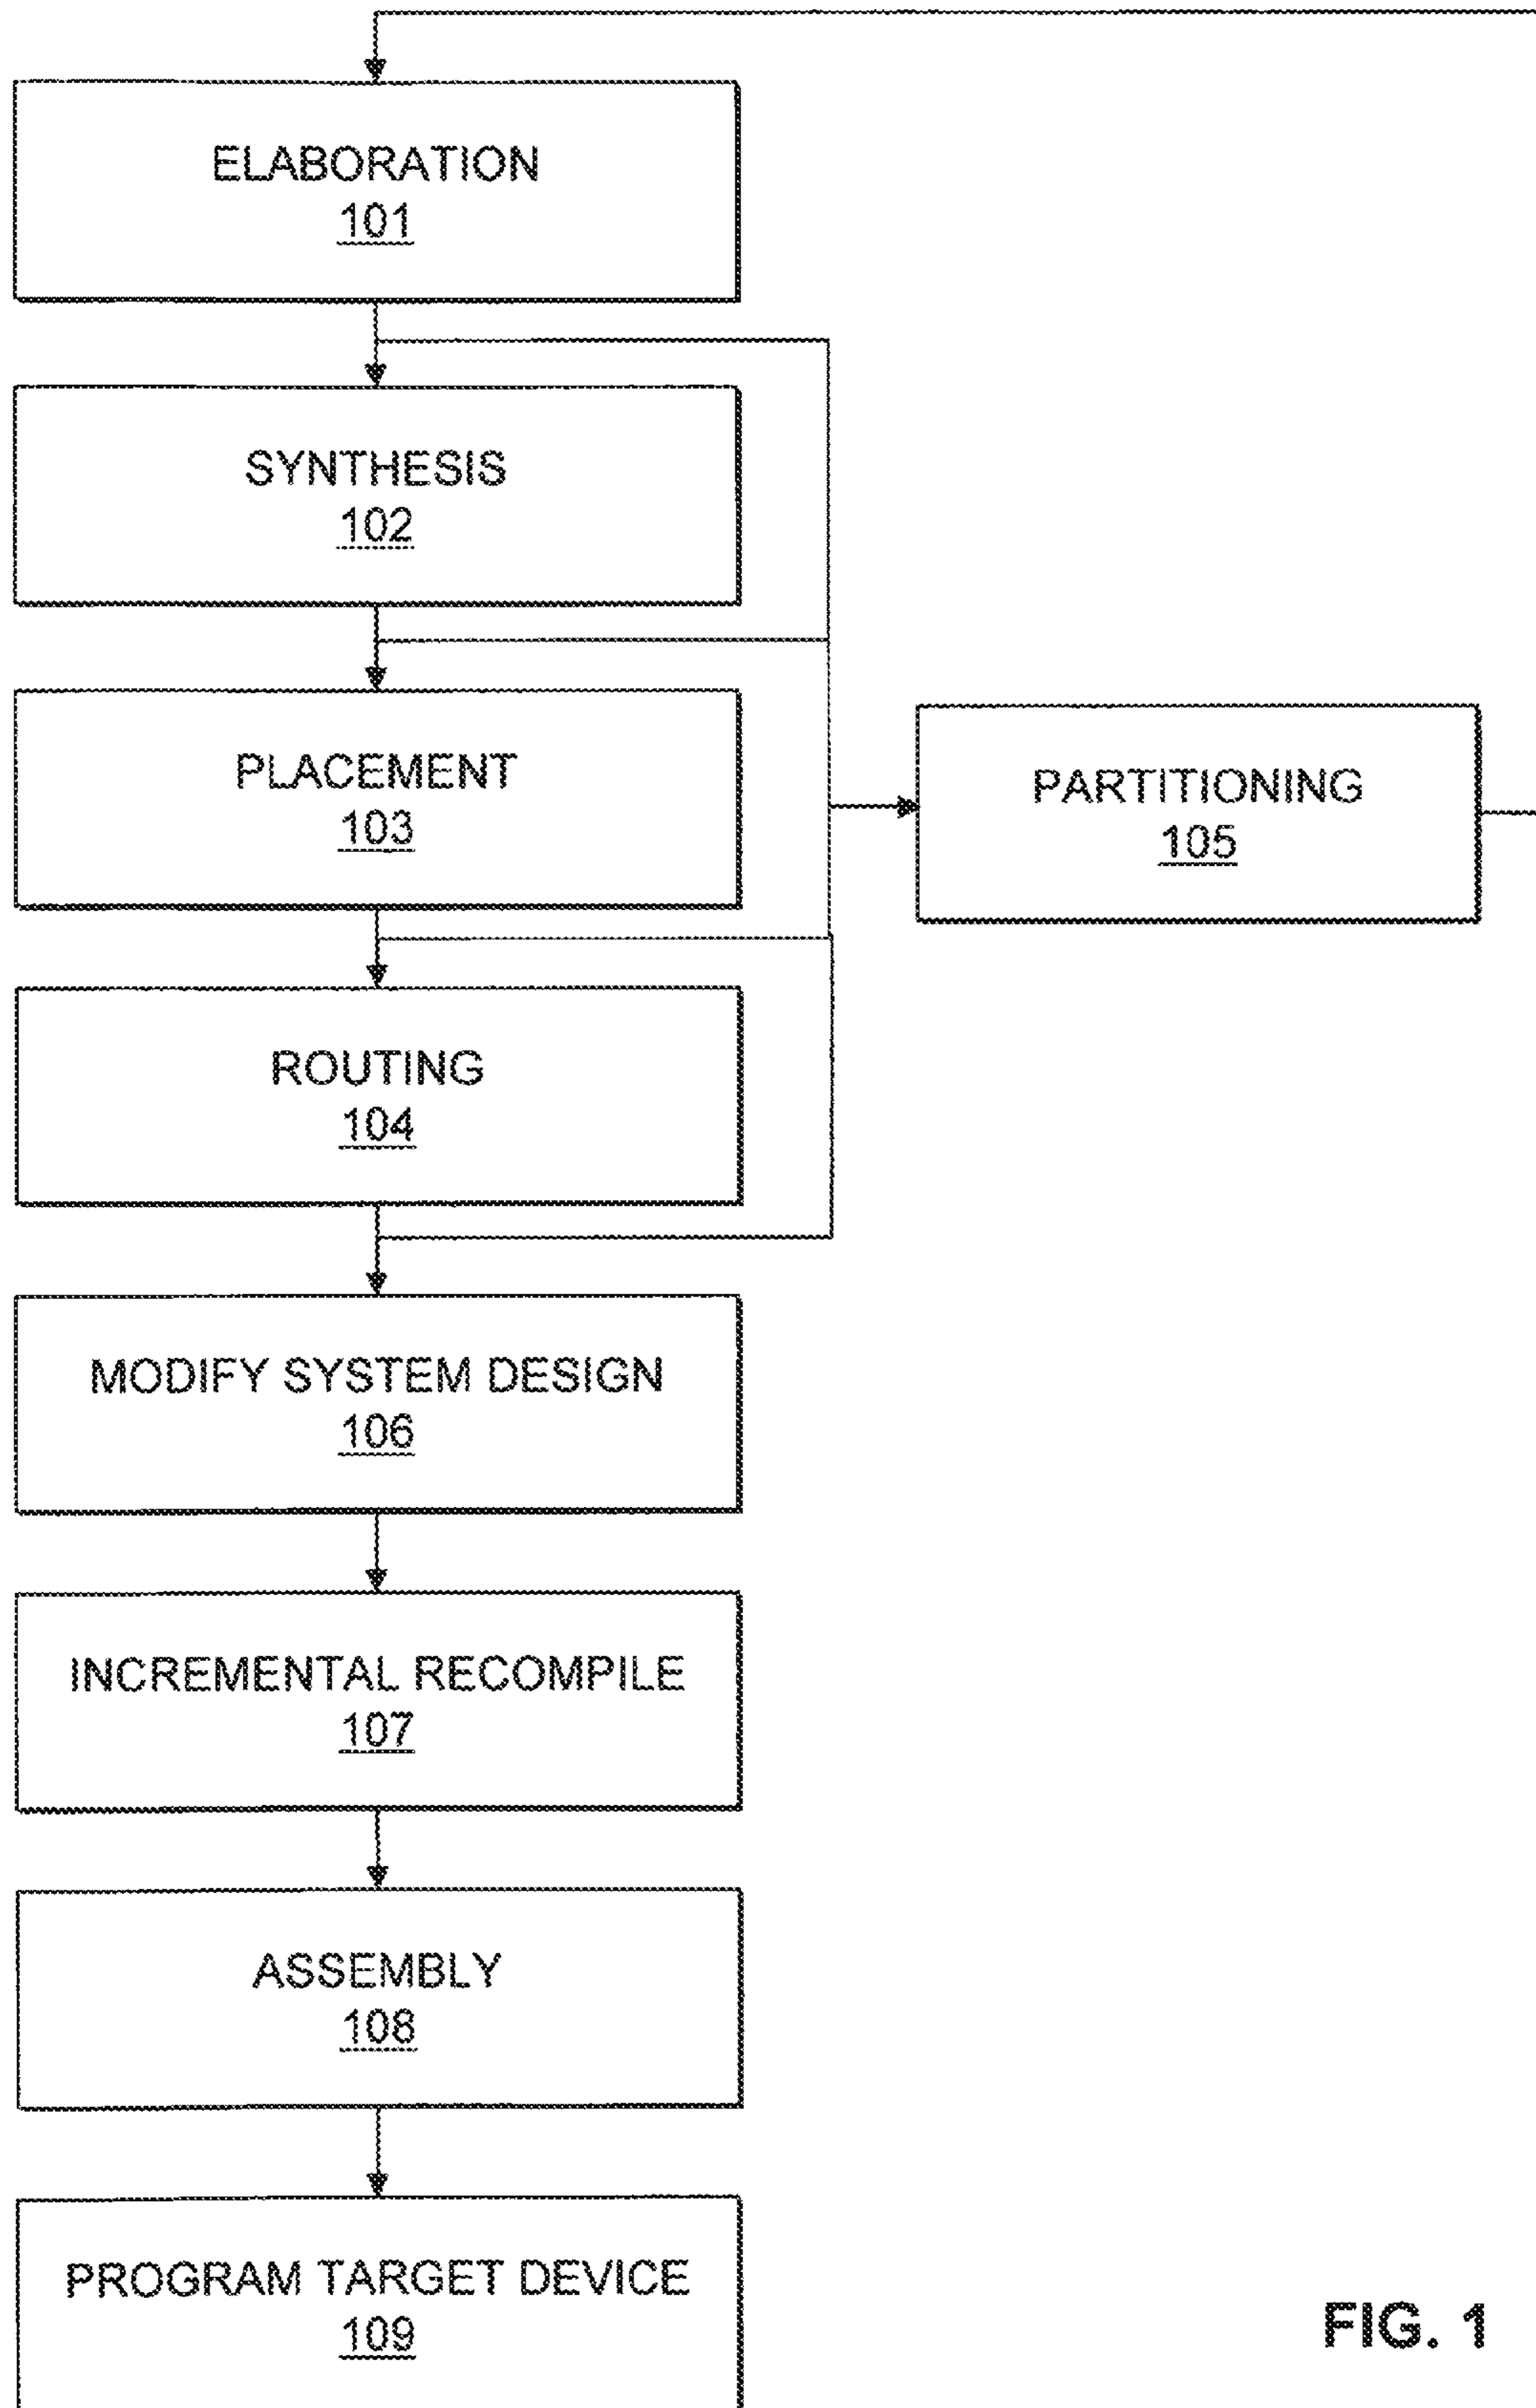 ELABORATION
101
SYNTHESIS
102
PLACEMENT
103
PARTITIONING
105
ROUTING
104
MODIFY SYSTEM DESIGN
106
INCREMENTAL RECOMPILE
107
ASSEMBLY
108
PROGRAM TARGET DEVICE
109
FIG. 1